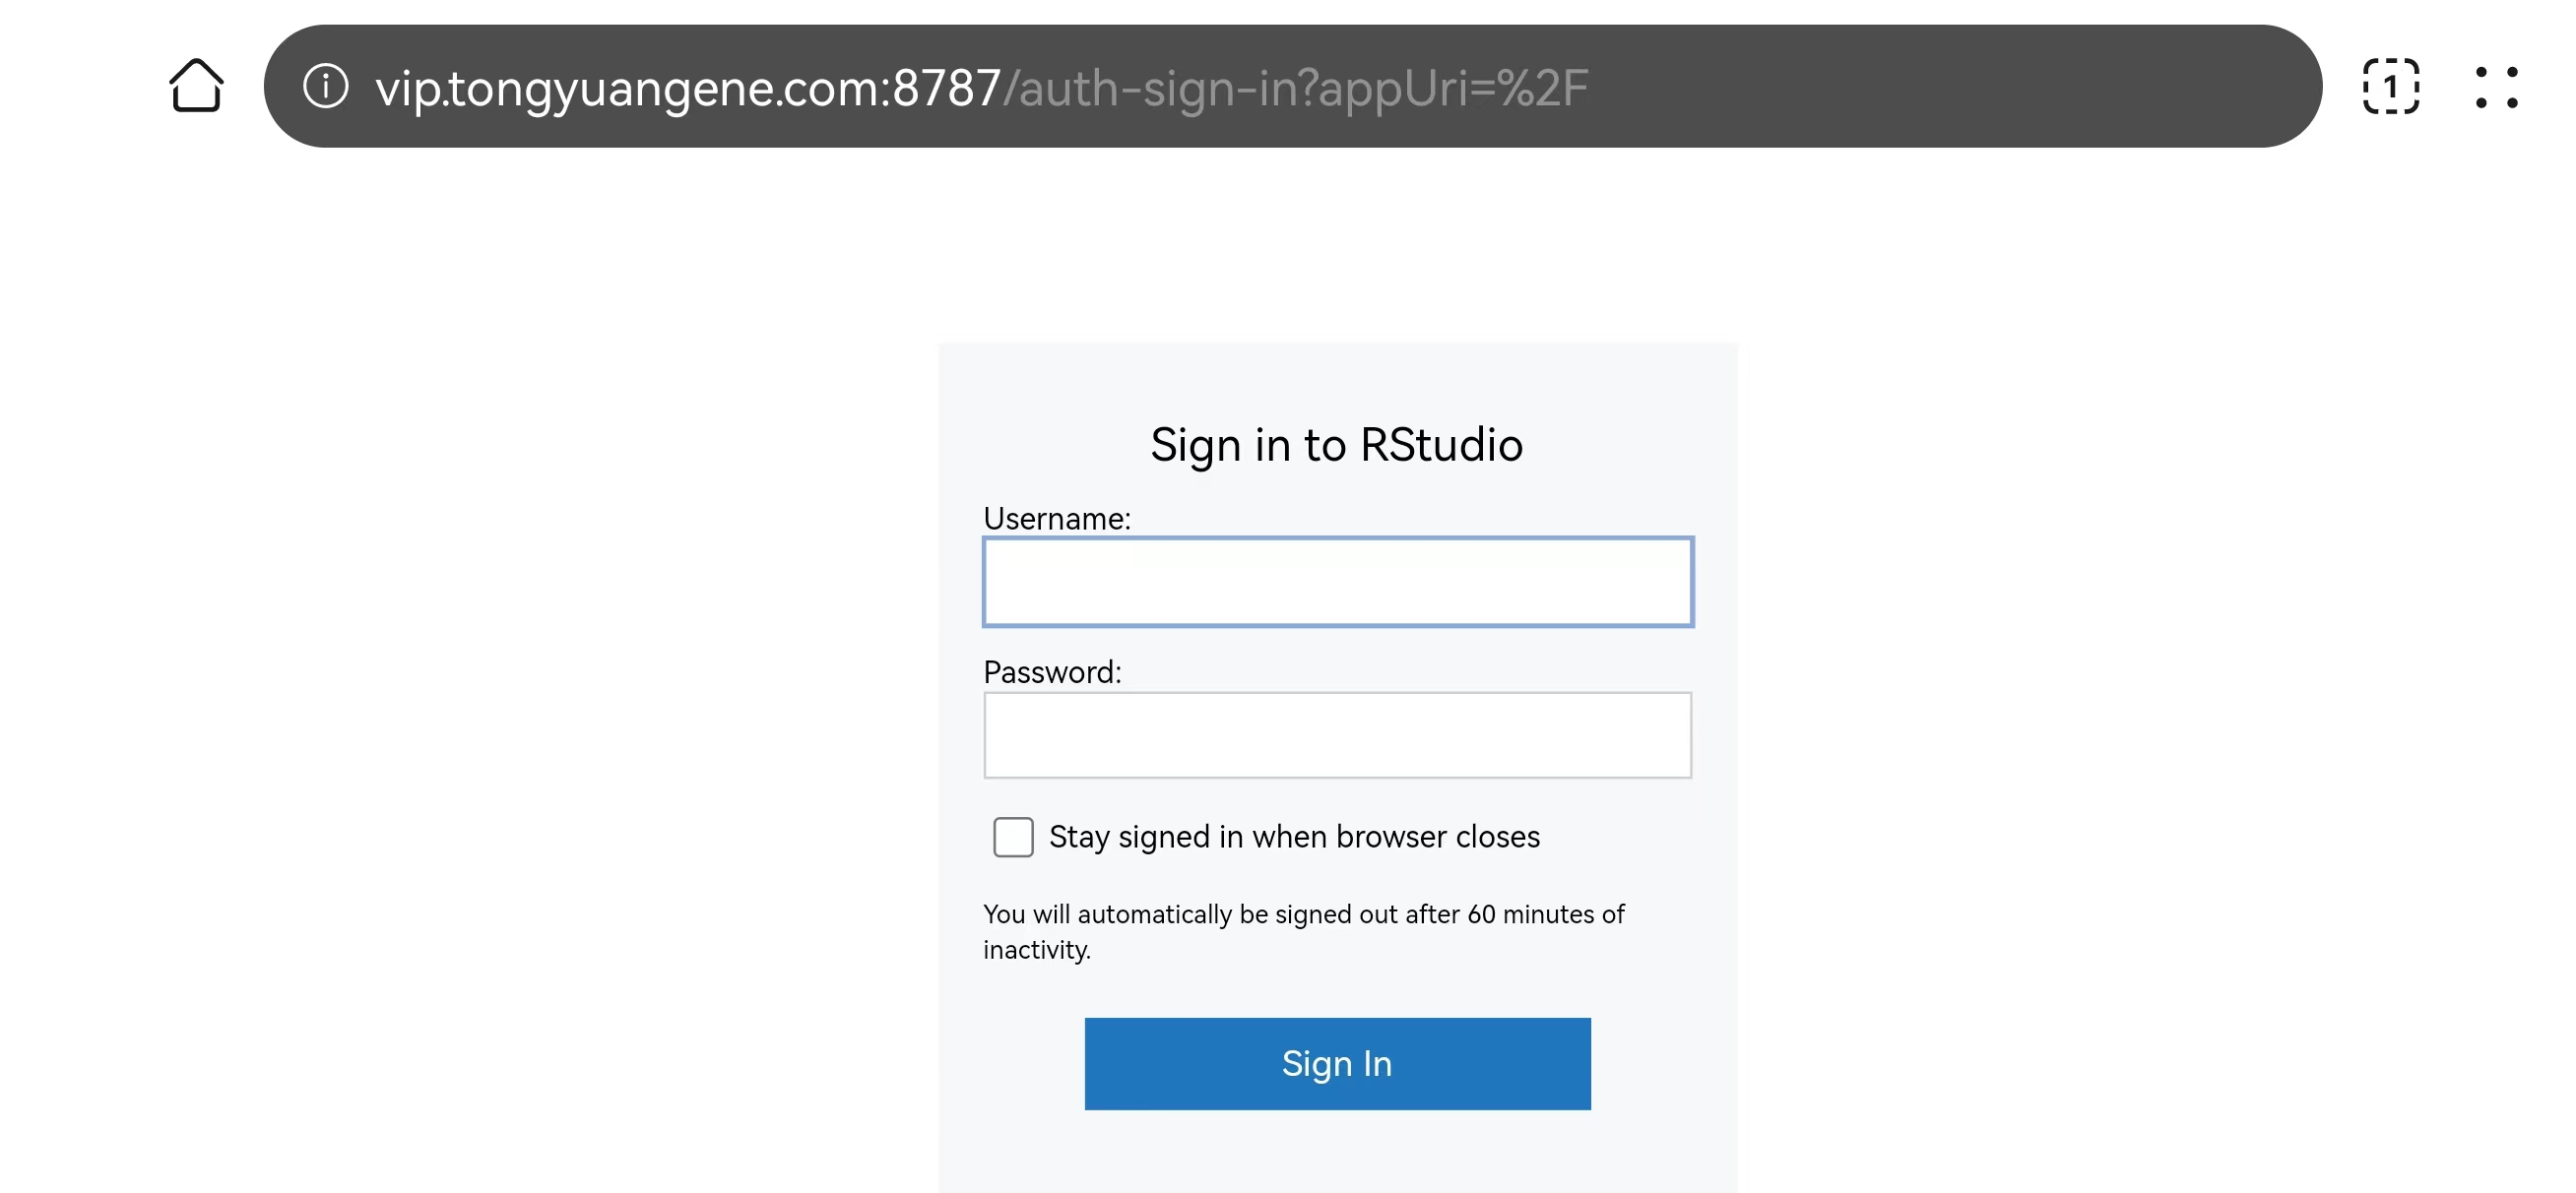 vip.tongyuangene.com:8787/auth-sign-in?appUri=%2F
1
Sign in to RStudio
Username:
Password:
Stay signed in when browser closes
You will automatically be signed out after 60 minutes of
inactivity.
Sign In